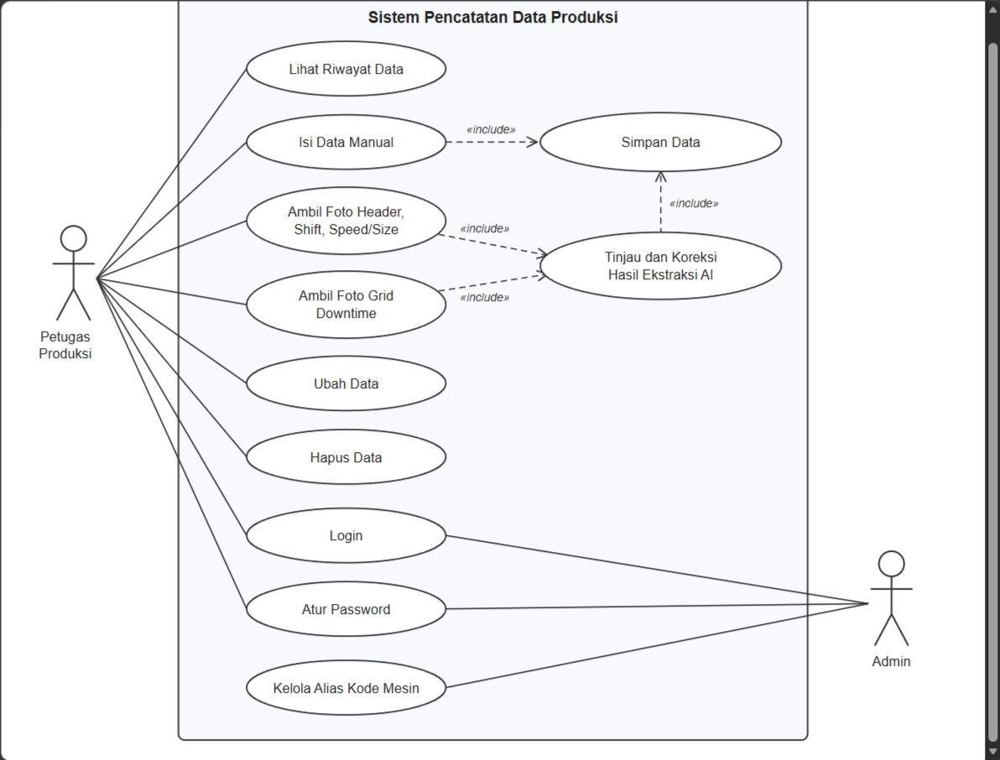 Sistem Pencatatan Data Produksi
Lihat Riwayat Data
Isi Data Manual
«include»
Simpan Data
Ambil Foto Header,
Shift, Speed/Size
«include»
«include»
Tinjau dan Koreksi
Hasil Ekstraksi AI
Ambil Foto Grid
Downtime
«include»
Petugas
Produksi
Ubah Data
Hapus Data
Login
Atur Password
Kelola Alias Kode Mesin
Admin